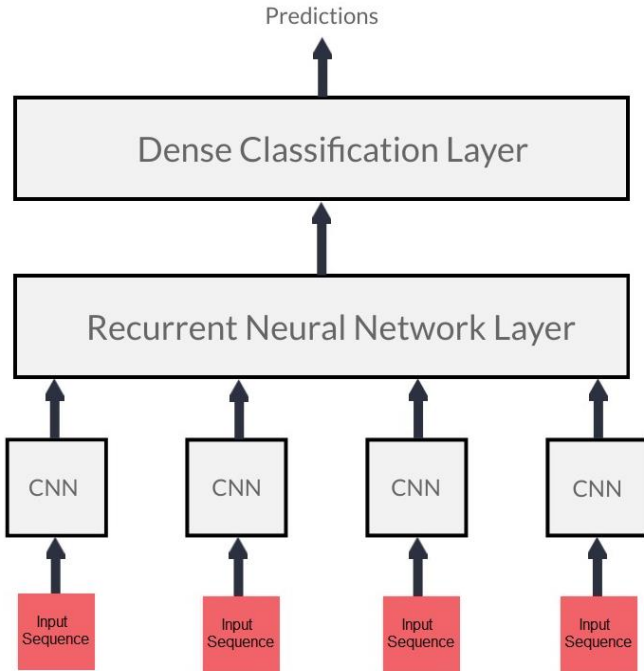 Predictions
Dense Classification Layer
Recurrent Neural Network Layer
CNN
CNN
CNN
CNN
Input
Sequence
Input
Sequence
Input
Sequence
Input
Sequence